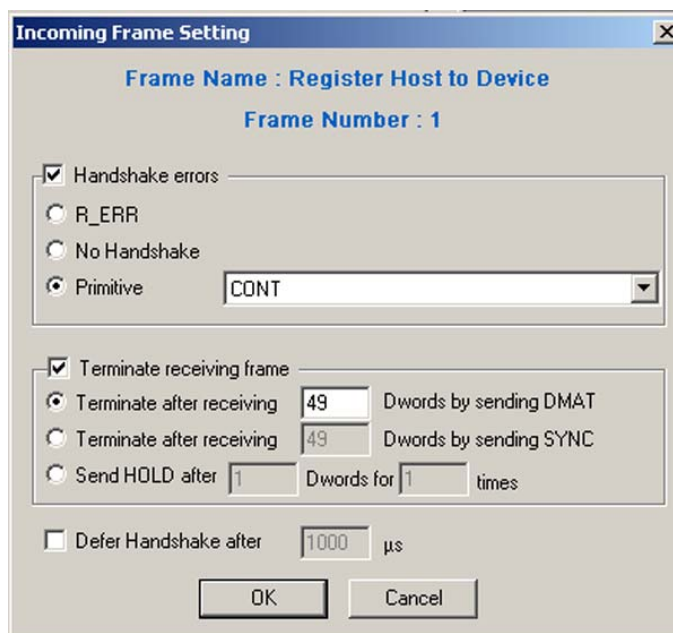 Incoming Frame Setting
Frame Name : Register Host to Device
Frame Number : 1
Handshake errors
R_ERR
No Handshake
Primitive CONT
Terminate receiving frame
Terminate after receiving 49 Dwords by sending DMAT
Terminate after receiving 49 Dwords by sending SYNC
Send HOLD after 1 Dwords for 1 times
Defer Handshake after 1000 µs
OK Cancel